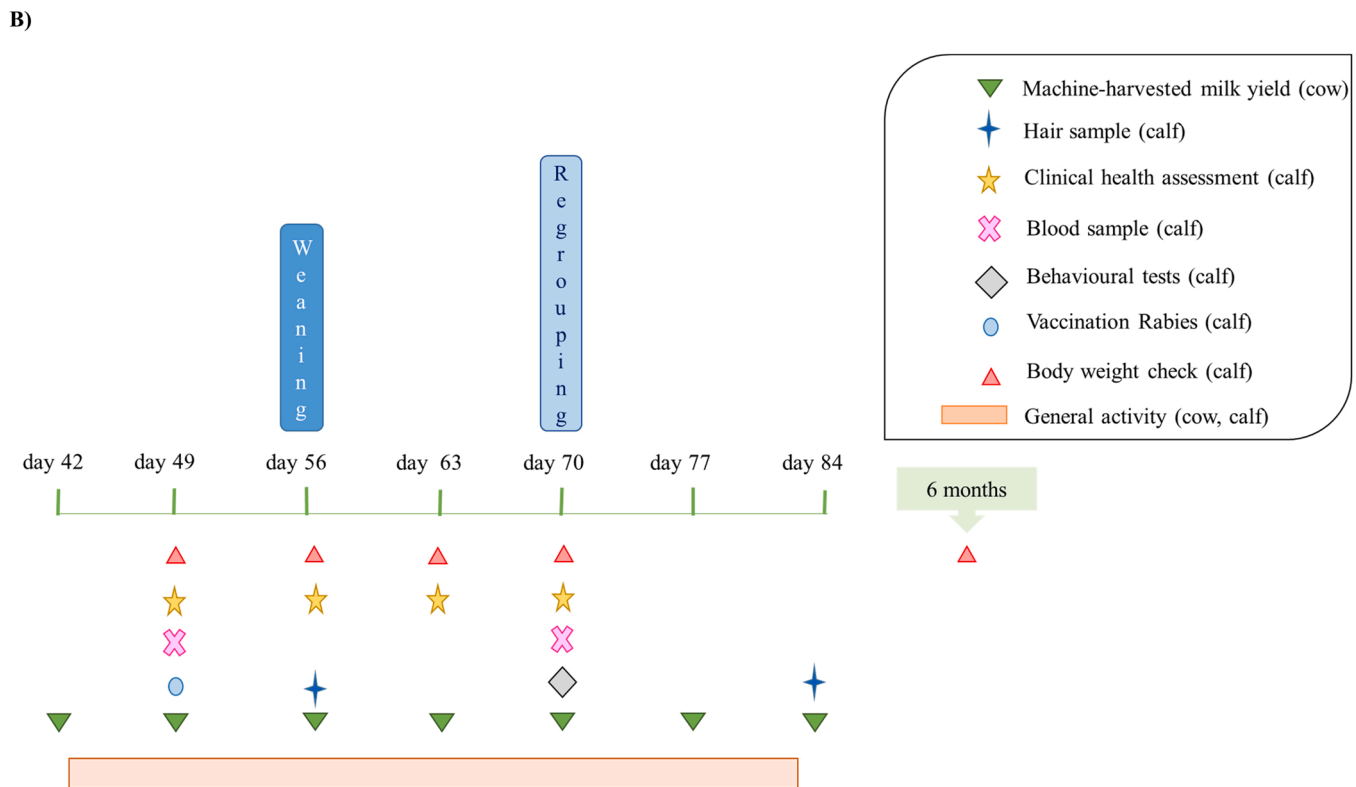 B)
Machine-harvested milk yield (cow)
Hair sample (calf)
Clinical health assessment (calf)
Blood sample (calf)
Behavioural tests (calf)
Vaccination Rabies (calf)
Body weight check (calf)
General activity (cow, calf)
Weaning
Regrouping
day 42 day 49 day 56 day 63 day 70 day 77 day 84
6 months